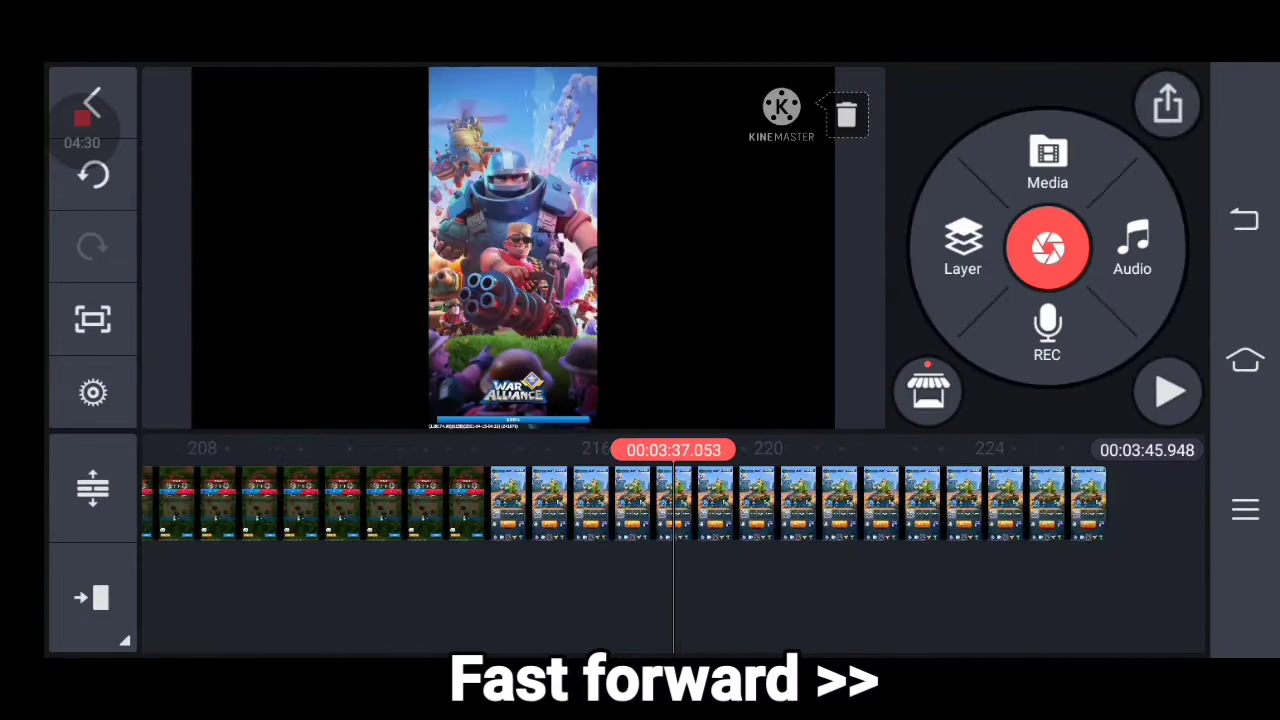 04:30
KINEMASTER
Media
Layer
Audio
REC
WAR
ALLIANCE
100%
208
216
00:03:37.053
220
224
00:03:45.948
Fast forward >>